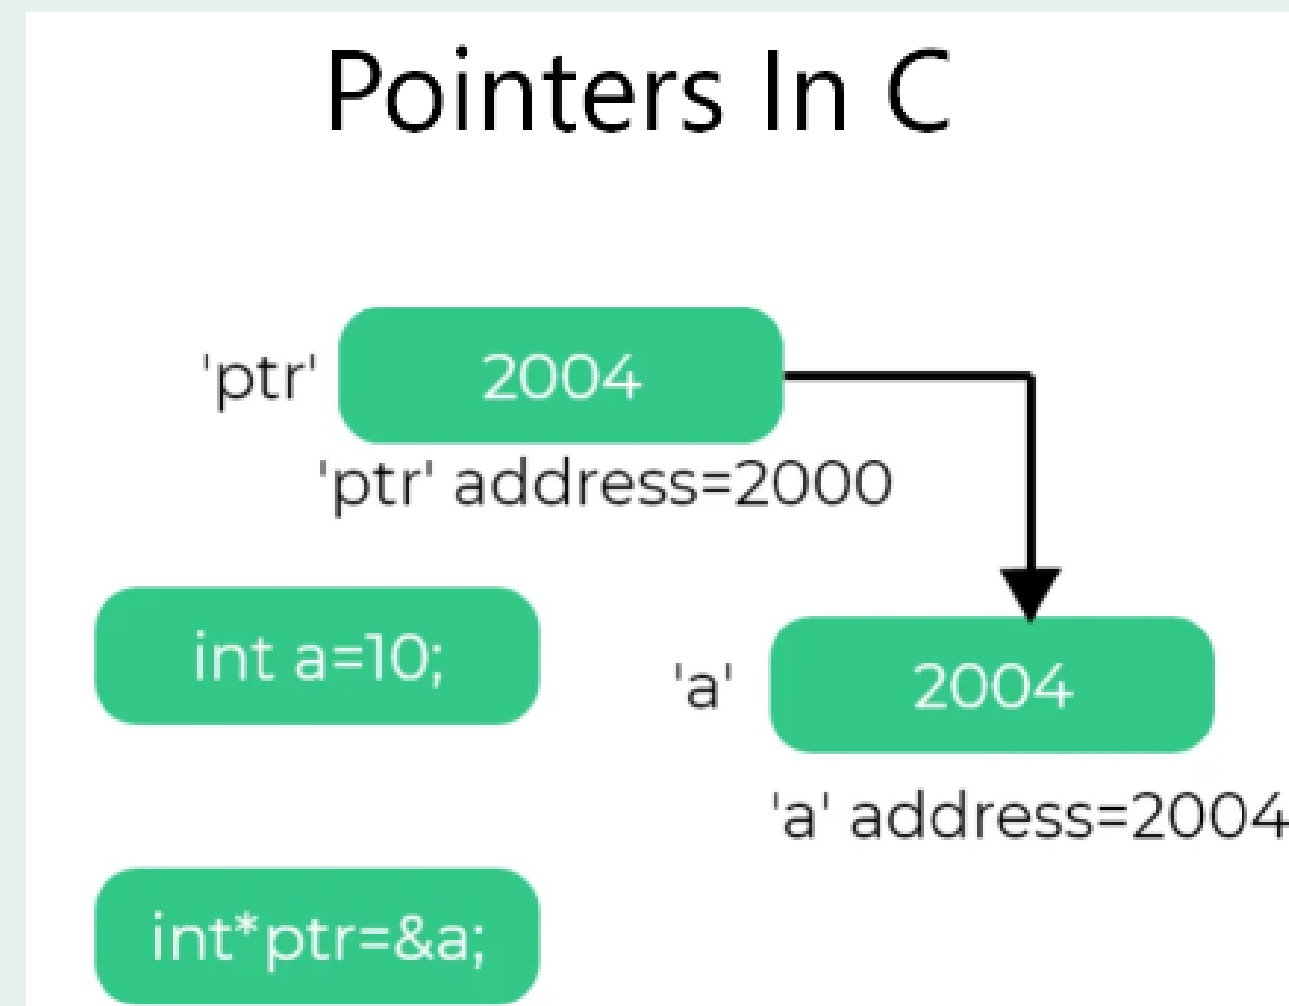 Pointers In C
'ptr' 2004
'ptr' address=2000
int a=10;
'a' 2004
'a' address=2004
int*ptr=&a;